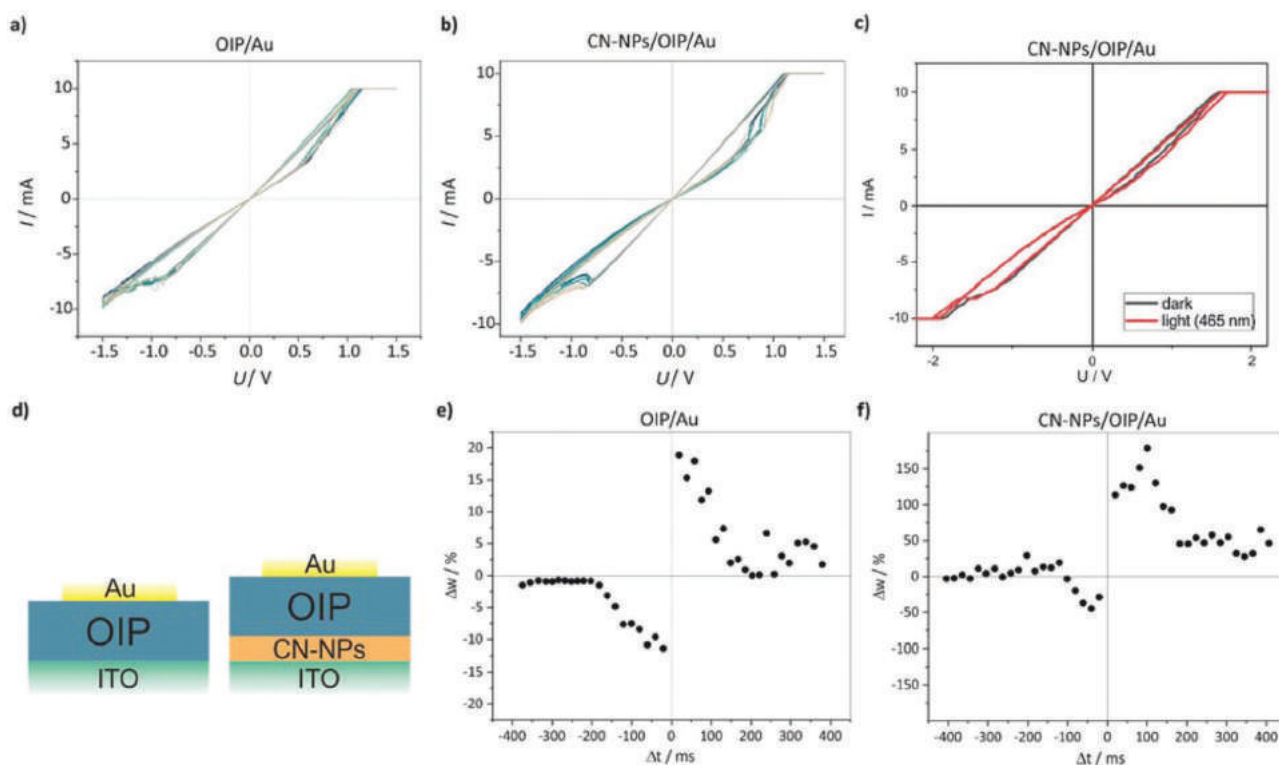 a)
OIP/Au
10
5
0
-5
-10
I / mA
-1.5 -1.0 -0.5 0.0 0.5 1.0 1.5
U / V
b)
CN-NPs/OIP/Au
10
5
0
-5
-10
I / mA
-1.5 -1.0 -0.5 0.0 0.5 1.0 1.5
U / V
c)
CN-NPs/OIP/Au
10
5
0
-5
-10
I / mA
dark
light (465 nm)
-2 0 2
U / V
d)
Au
OIP
ITO
Au
OIP
CN-NPs
ITO
e)
OIP/Au
20
15
10
5
0
-5
-10
-15
-20
Δw / %
-400 -300 -200 -100 0 100 200 300 400
Δt / ms
f)
CN-NPs/OIP/Au
150
100
50
0
-50
-100
-150
Δw / %
-400 -300 -200 -100 0 100 200 300 400
Δt / ms